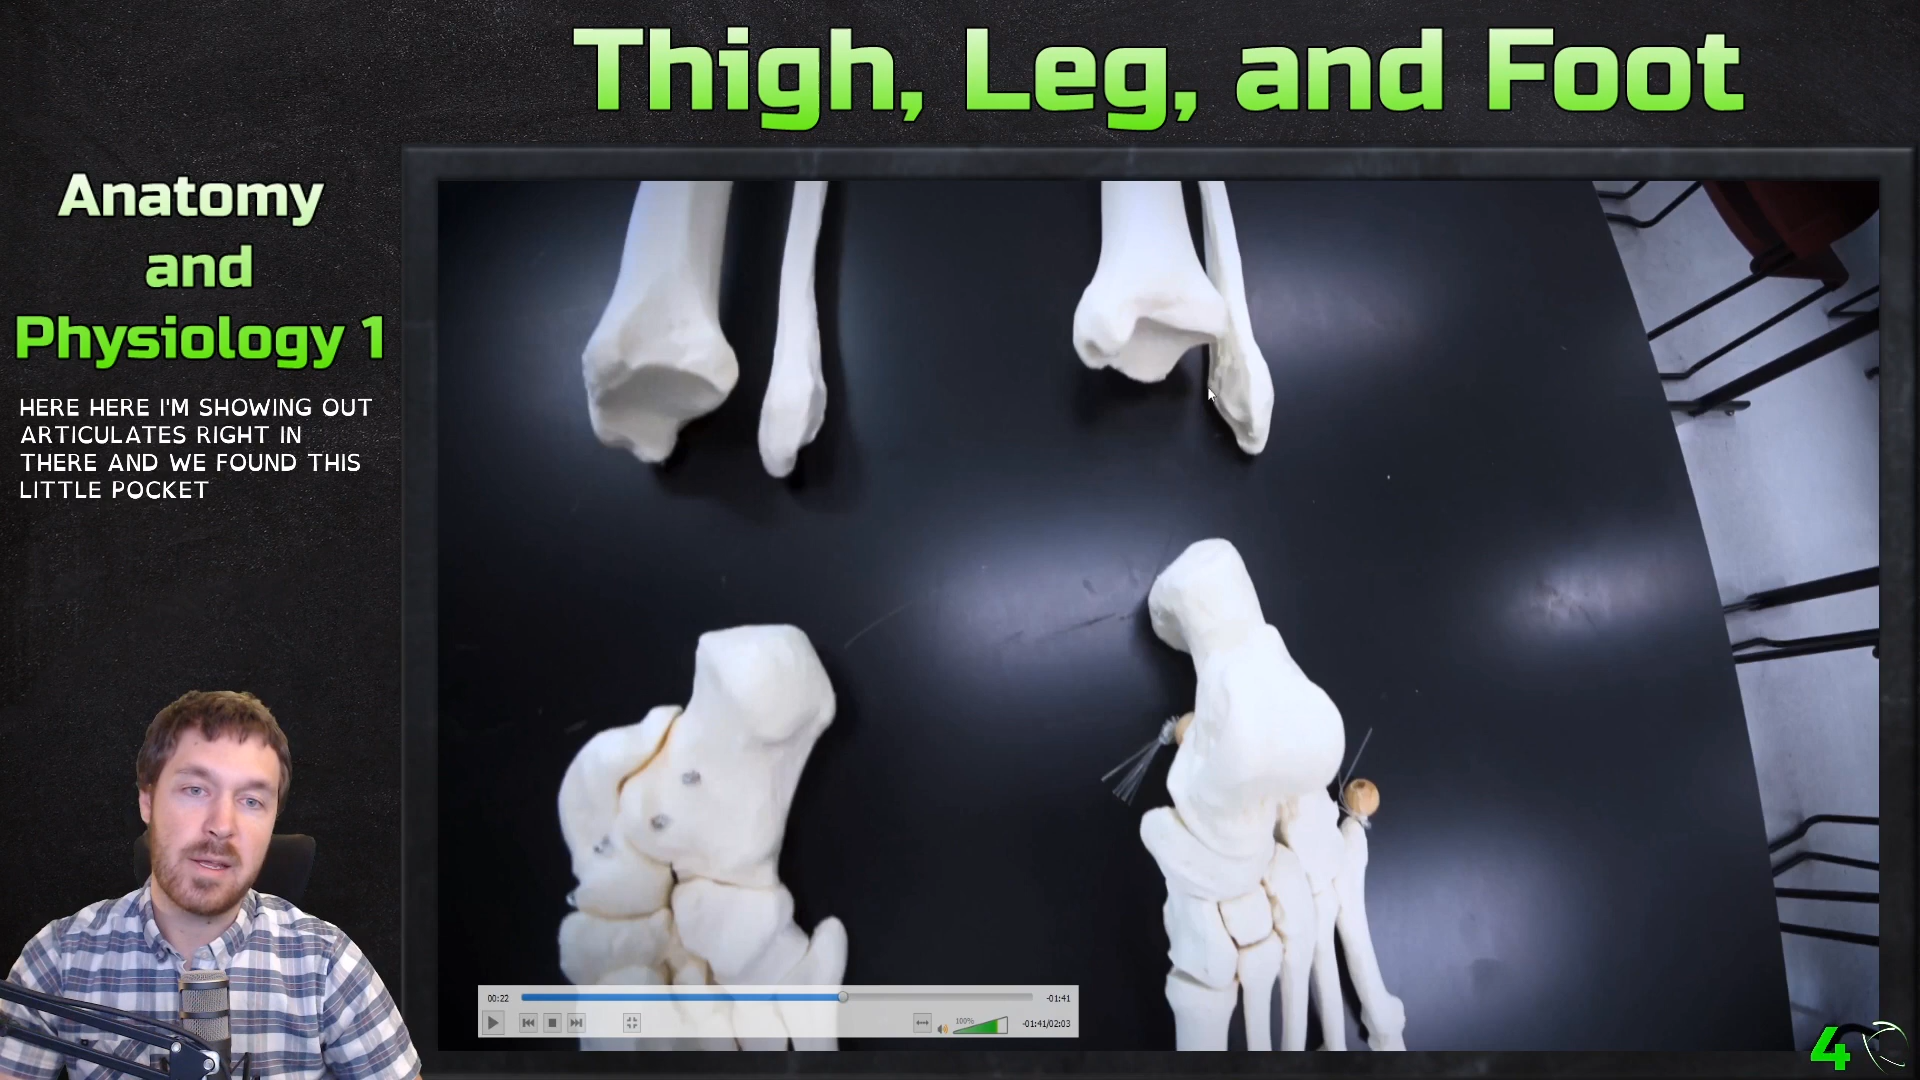 Thigh, Leg, and Foot
Anatomy
and
Physiology 1
HERE HERE I'M SHOWING OUT
ARTICULATES RIGHT IN
THERE AND WE FOUND THIS
LITTLE POCKET
00:22
-01:41
100%
-01:41/02:03
4